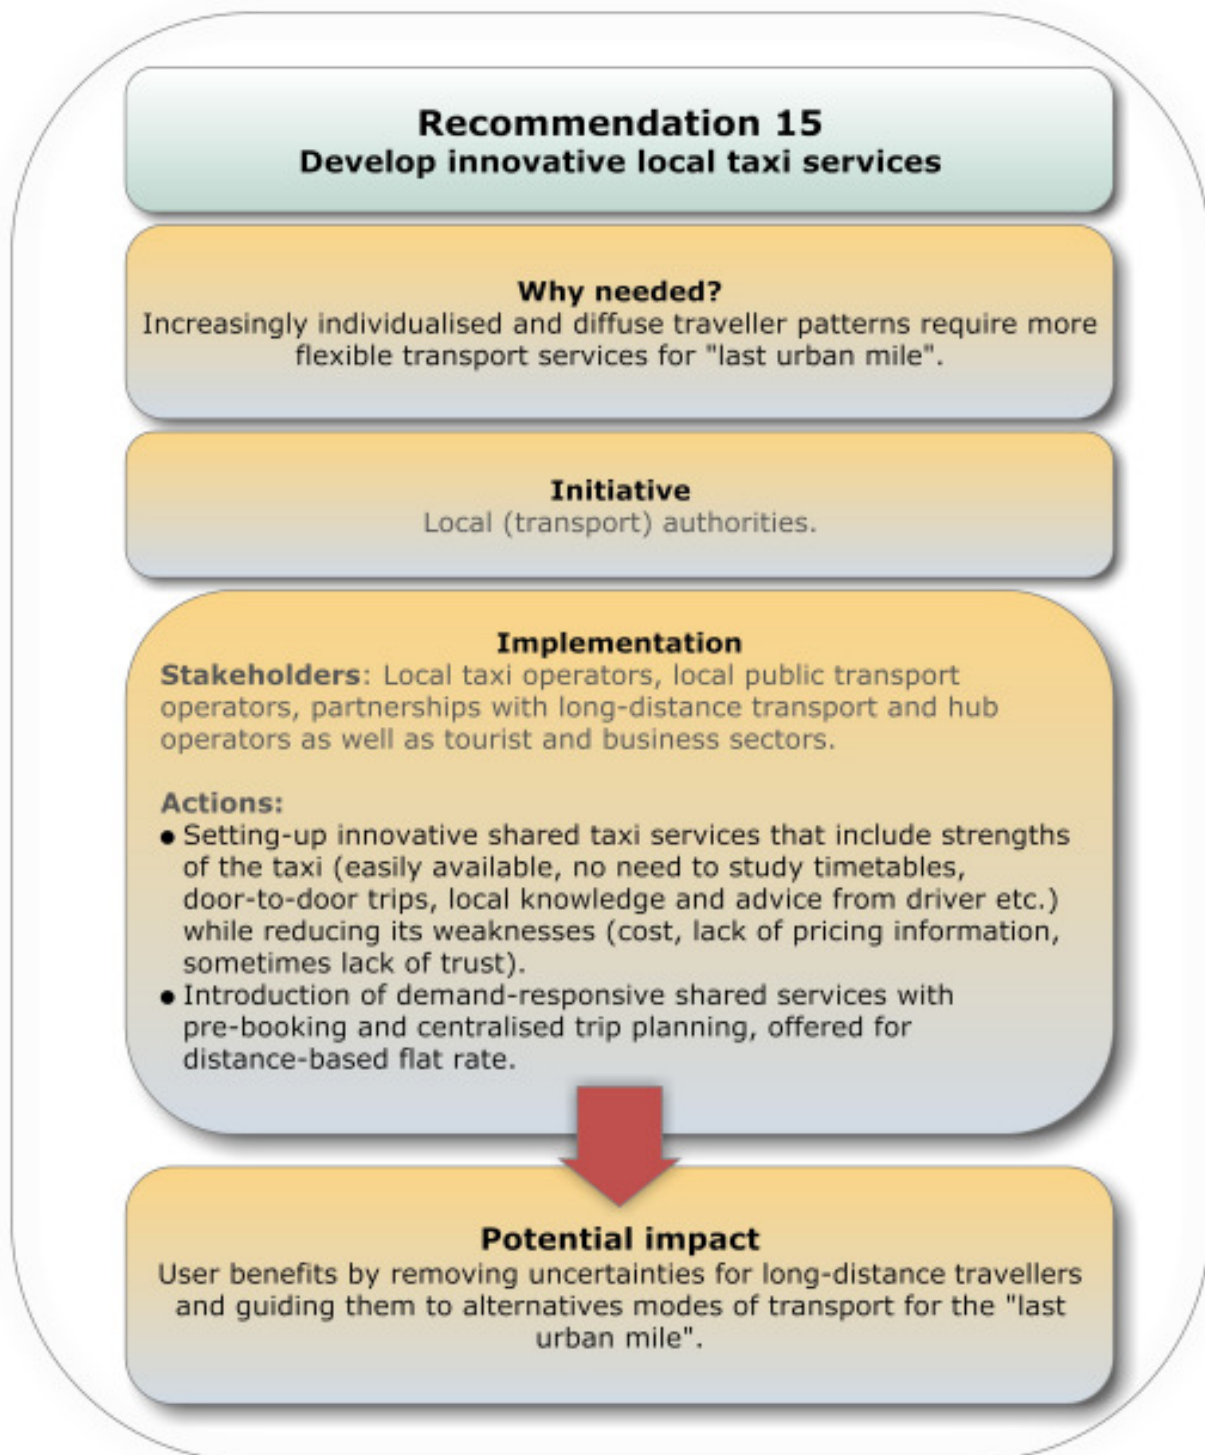 Recommendation 15
Develop innovative local taxi services
Why needed?
Increasingly individualised and diffuse traveller patterns require more
flexible transport services for "last urban mile".
Initiative
Local (transport) authorities.
Implementation
Stakeholders: Local taxi operators, local public transport
operators, partnerships with long-distance transport and hub
operators as well as tourist and business sectors.
Actions:
● Setting-up innovative shared taxi services that include strengths
of the taxi (easily available, no need to study timetables,
door-to-door trips, local knowledge and advice from driver etc.)
while reducing its weaknesses (cost, lack of pricing information,
sometimes lack of trust).
● Introduction of demand-responsive shared services with
pre-booking and centralised trip planning, offered for
distance-based flat rate.
Potential impact
User benefits by removing uncertainties for long-distance travellers
and guiding them to alternatives modes of transport for the "last
urban mile".